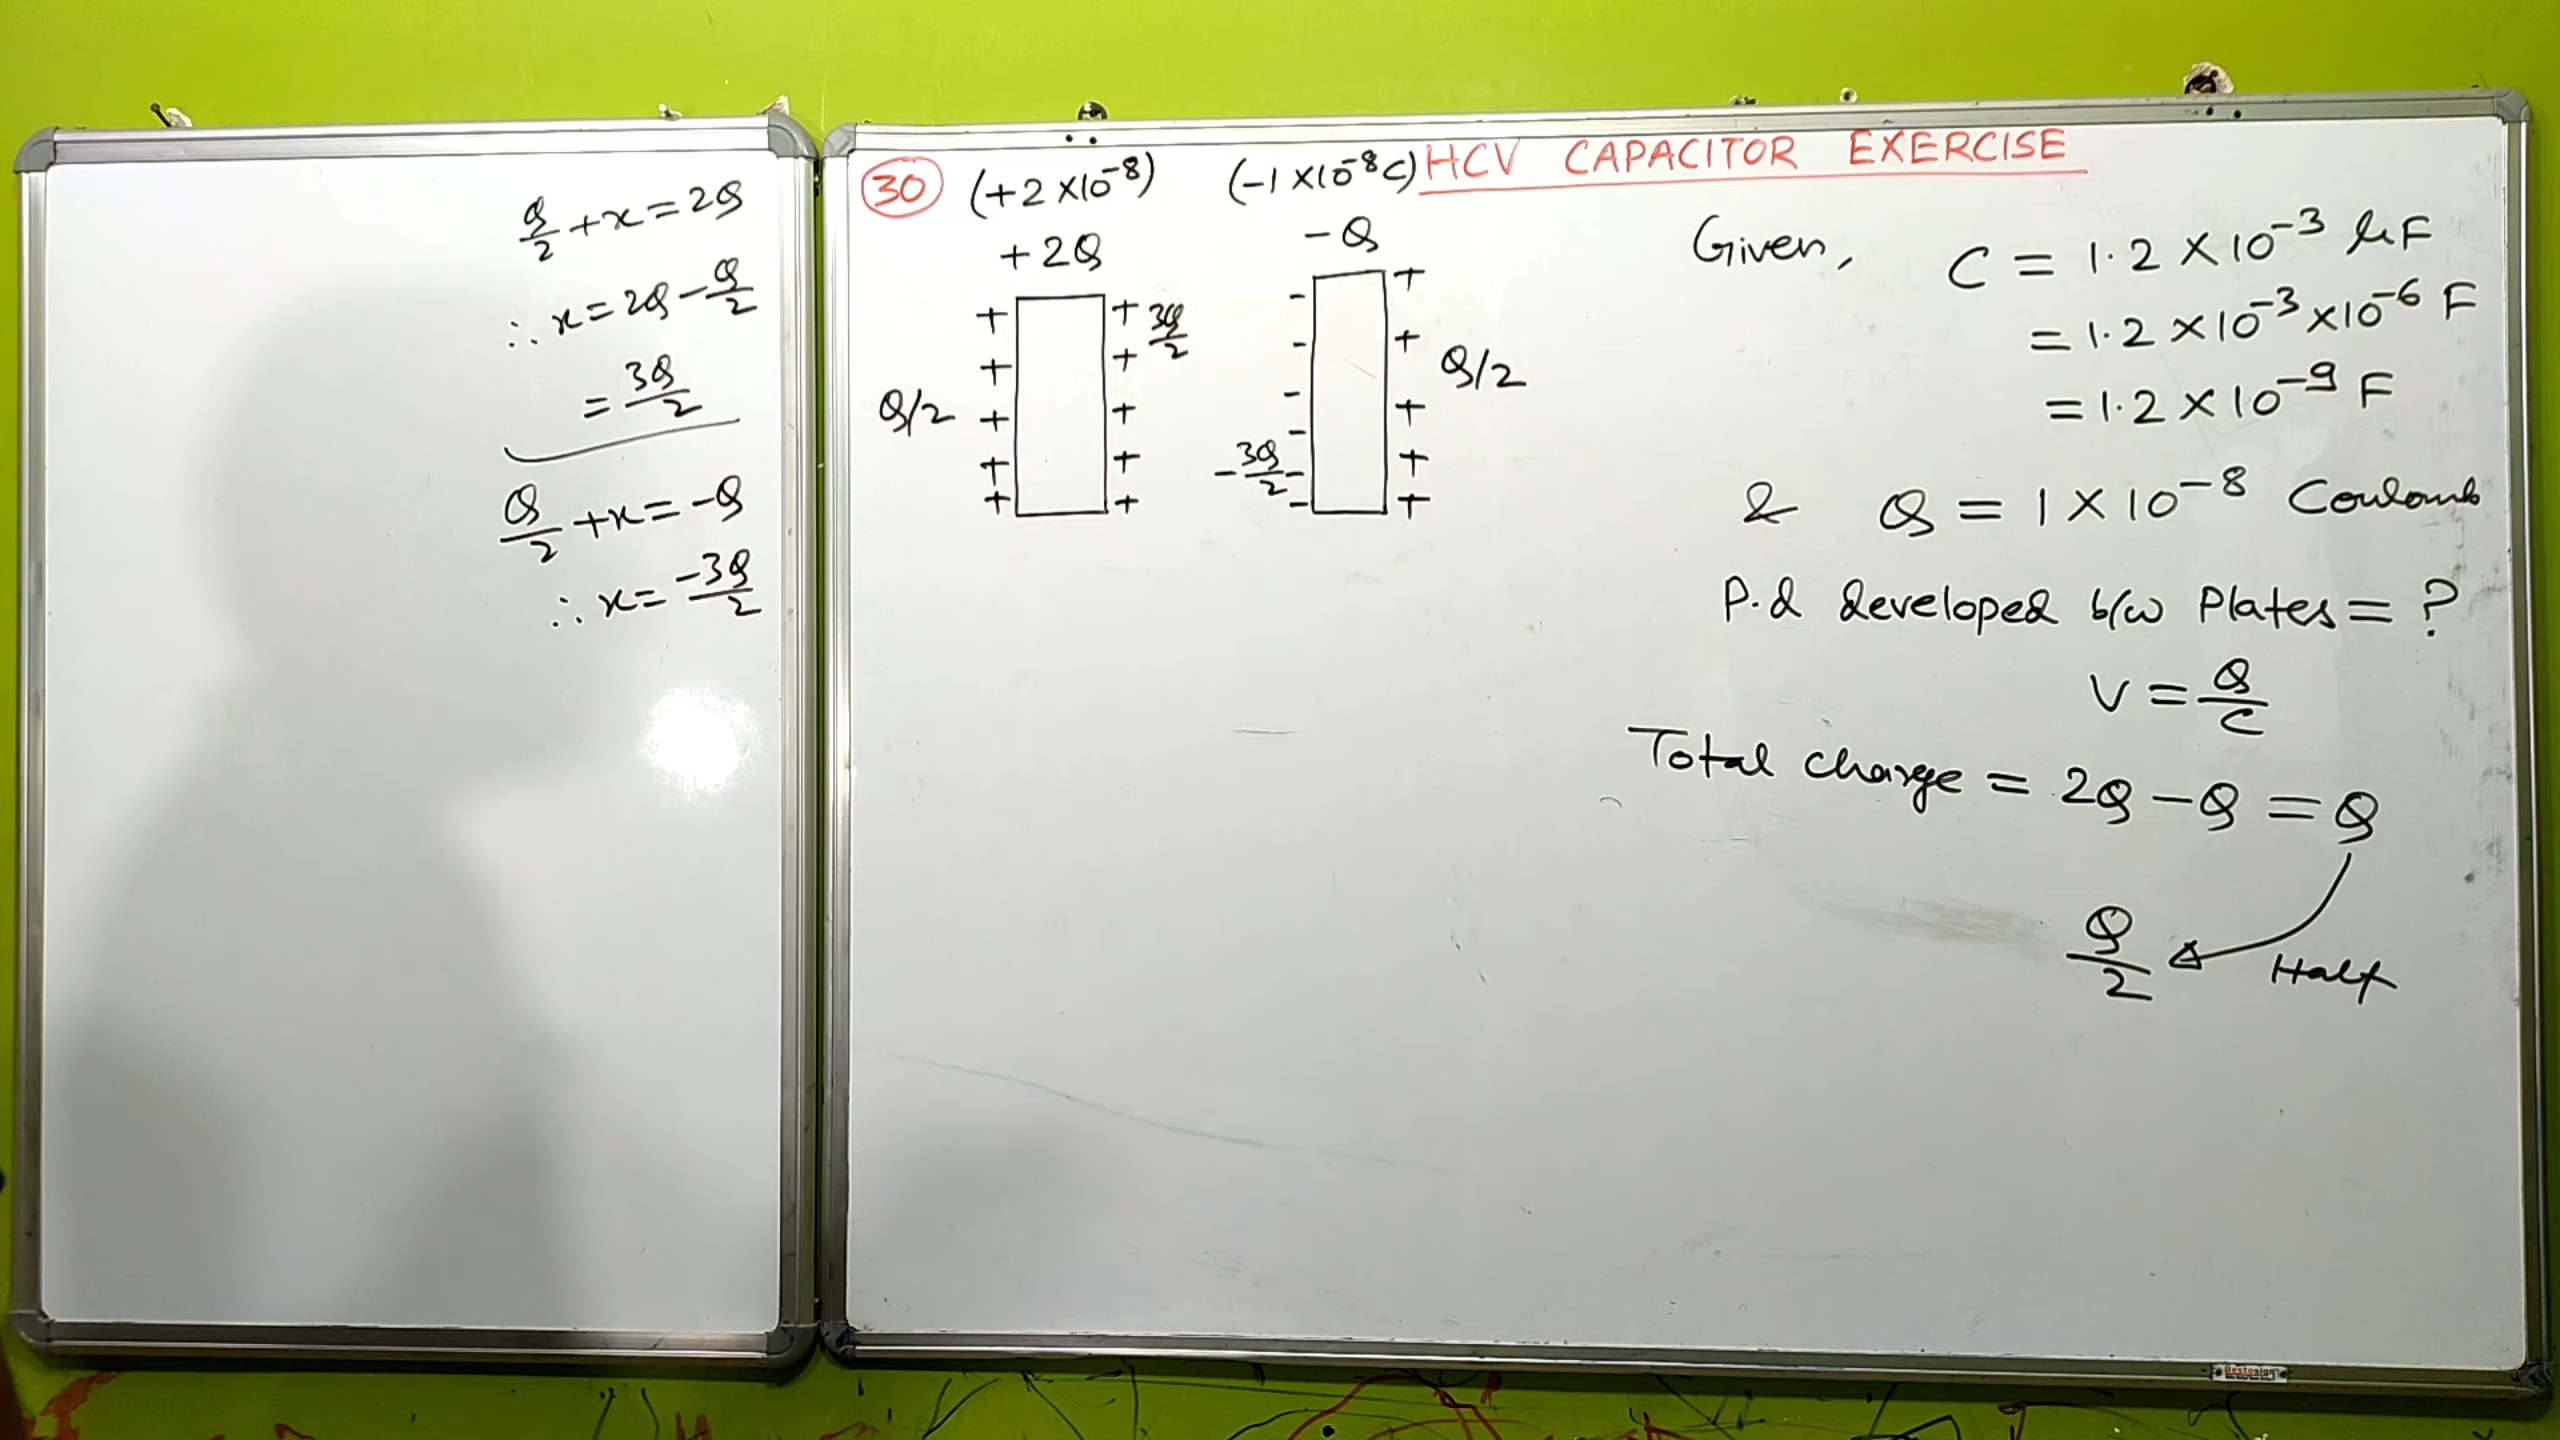 Q/2 + x = 2Q
∴ x = 2Q - Q/2
= 3Q/2
Q/2 + x = -Q
∴ x = -3Q/2
HCV CAPACITOR EXERCISE
30 (+2 × 10⁻⁸) (-1 × 10⁻⁸ C)
+2Q
-Q
+ + 3Q/2 - +
+ + - +
Q/2 + + - + Q/2
+ + -3Q/2 - - +
+ + - +
Given, C = 1.2 × 10⁻³ μF
= 1.2 × 10⁻³ × 10⁻⁶ F
= 1.2 × 10⁻⁹ F
& Q = 1 × 10⁻⁸ Coulomb
P.d developed b/w Plates = ?
V = Q/C
Total charge = 2Q - Q = Q
Q/2 Half